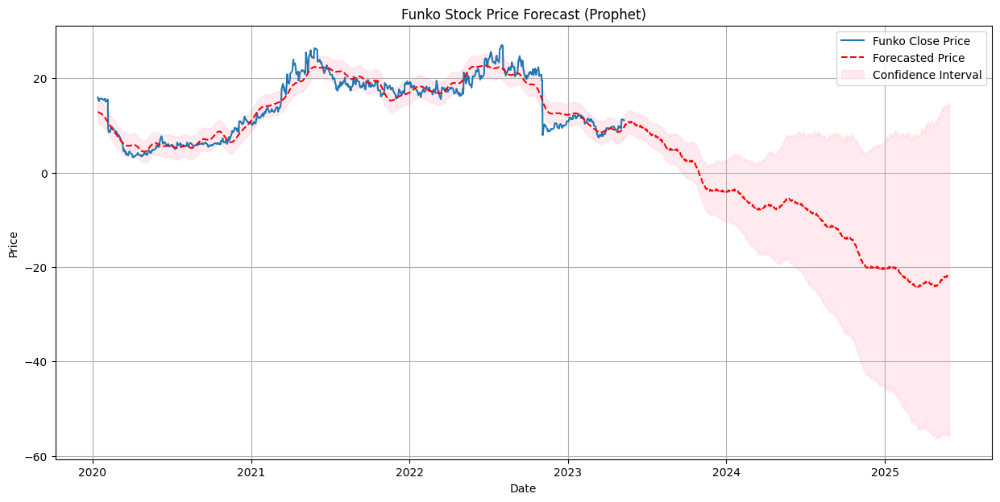 Funko Stock Price Forecast (Prophet)
Funko Close Price
Forecasted Price
Confidence Interval
20
0
−20
−40
−60
Price
2020 2021 2022 2023 2024 2025
Date